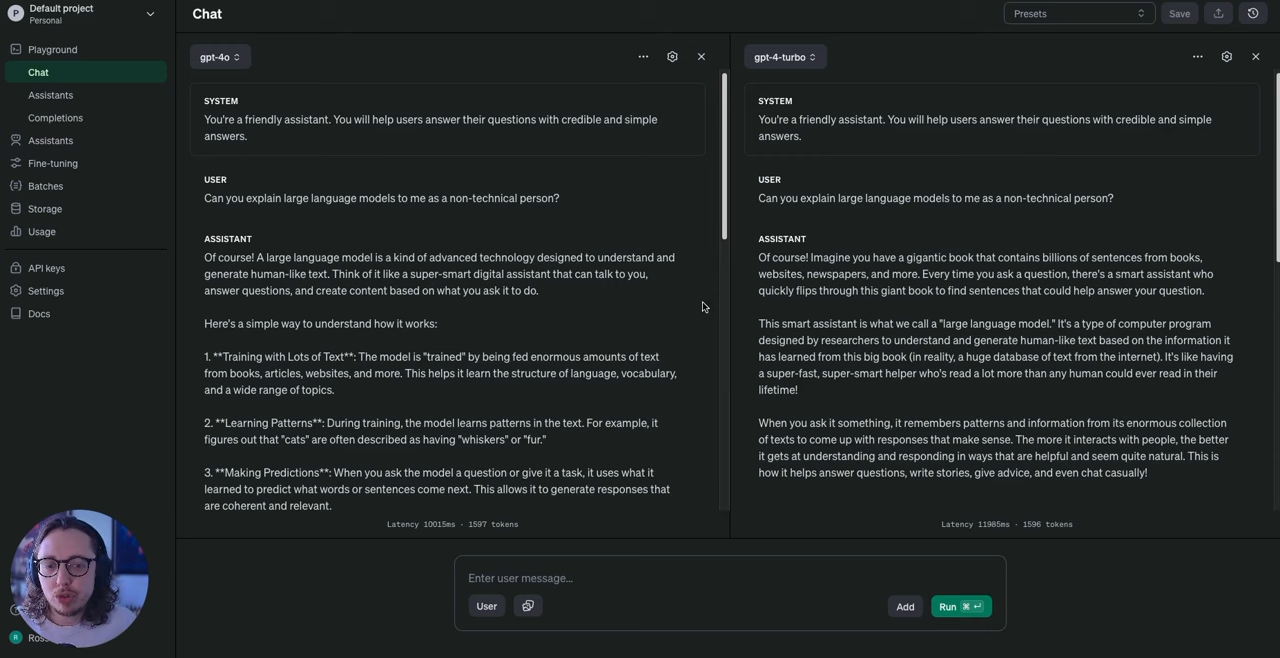 P
Default project
Personal
Playground
Chat
Assistants
Completions
Assistants
Fine-tuning
Batches
Storage
Usage
API keys
Settings
Docs
R
Chat
Presets
Save
gpt-4o
SYSTEM
You're a friendly assistant. You will help users answer their questions with credible and simple
answers.
USER
Can you explain large language models to me as a non-technical person?
ASSISTANT
Of course! A large language model is a kind of advanced technology designed to understand and
generate human-like text. Think of it like a super-smart digital assistant that can talk to you,
answer questions, and create content based on what you ask it to do.
Here's a simple way to understand how it works:
1. **Training with Lots of Text**: The model is "trained" by being fed enormous amounts of text
from books, articles, websites, and more. This helps it learn the structure of language, vocabulary,
and a wide range of topics.
2. **Learning Patterns**: During training, the model learns patterns in the text. For example, it
figures out that "cats" are often described as having "whiskers" or "fur."
3. **Making Predictions**: When you ask the model a question or give it a task, it uses what it
learned to predict what words or sentences come next. This allows it to generate responses that
are coherent and relevant.
Latency 10015ms · 1597 tokens
gpt-4-turbo
SYSTEM
You're a friendly assistant. You will help users answer their questions with credible and simple
answers.
USER
Can you explain large language models to me as a non-technical person?
ASSISTANT
Of course! Imagine you have a gigantic book that contains billions of sentences from books,
websites, newspapers, and more. Every time you ask a question, there's a smart assistant who
quickly flips through this giant book to find sentences that could help answer your question.
This smart assistant is what we call a "large language model." It's a type of computer program
designed by researchers to understand and generate human-like text based on the information it
has learned from this big book (in reality, a huge database of text from the internet). It's like having
a super-fast, super-smart helper who's read a lot more than any human could ever read in their
lifetime!
When you ask it something, it remembers patterns and information from its enormous collection
of texts to come up with responses that make sense. The more it interacts with people, the better
it gets at understanding and responding in ways that are helpful and seem quite natural. This is
how it helps answer questions, write stories, give advice, and even chat casually!
Latency 11985ms · 1596 tokens
Enter user message...
User
Add
Run ⌘ ↵